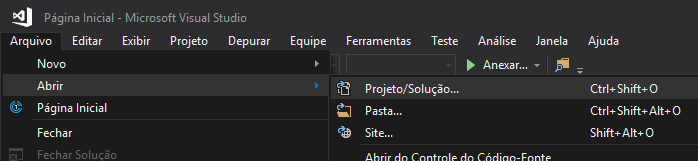 Página Inicial - Microsoft Visual Studio
Arquivo Editar Exibir Projeto Depurar Equipe Ferramentas Teste Análise Janela Ajuda
Novo
Anexar...
Abrir
Projeto/Solução... Ctrl+Shift+O
Página Inicial
Pasta... Ctrl+Shift+Alt+O
Fechar
Site... Shift+Alt+O
Fechar Solução
Abrir do Controle do Código-Fonte